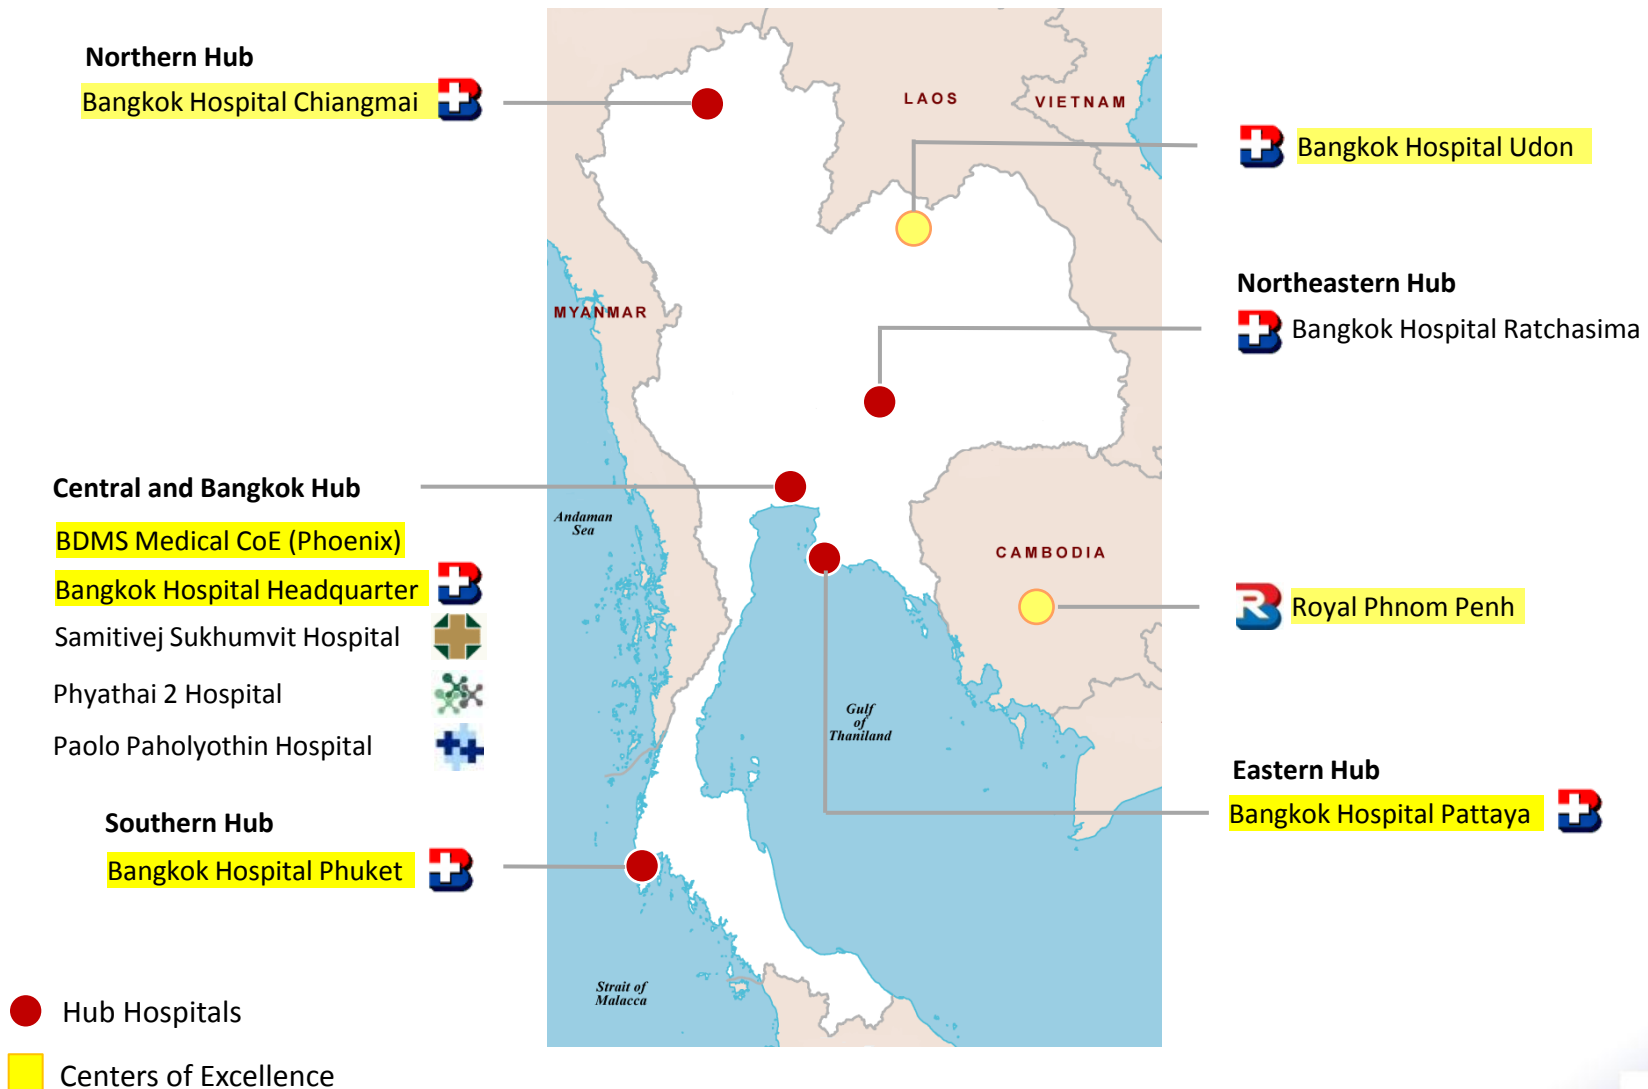 Northern Hub
Bangkok Hospital Chiangmai
LAOS
VIETNAM
Bangkok Hospital Udon
Northeastern Hub
Bangkok Hospital Ratchasima
MYANMAR
Central and Bangkok Hub
BDMS Medical CoE (Phoenix)
Bangkok Hospital Headquarter
Samitivej Sukhumvit Hospital
Phyathai 2 Hospital
Paolo Paholyothin Hospital
Andaman
Sea
CAMBODIA
R
Royal Phnom Penh
Gulf
of
Thaniland
Eastern Hub
Bangkok Hospital Pattaya
Southern Hub
Bangkok Hospital Phuket
Strait of
Malacca
Hub Hospitals
Centers of Excellence